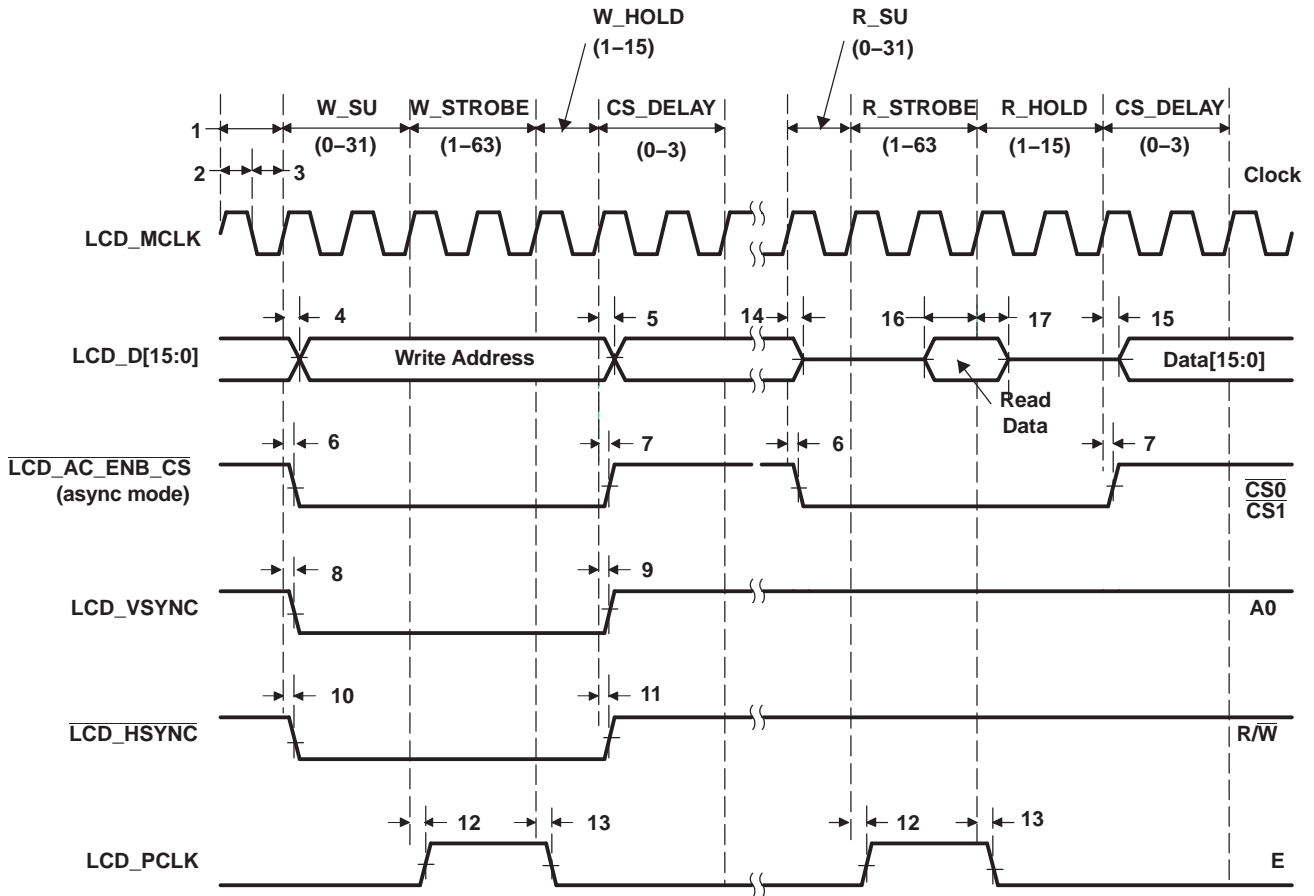 W_HOLD
(1–15)
R_SU
(0–31)
W_SU
(0–31)
W_STROBE
(1–63)
CS_DELAY
(0–3)
R_STROBE
(1–63
R_HOLD
(1–15)
CS_DELAY
(0–3)
1
2
3
Clock
LCD_MCLK
4
5
14
16
17
15
LCD_D[15:0]
Write Address
Data[15:0]
Read
Data
6
7
6
7
LCD_AC_ENB_CS
(async mode)
CS0
CS1
8
9
LCD_VSYNC
A0
10
11
LCD_HSYNC
R/W
12
13
12
13
LCD_PCLK
E